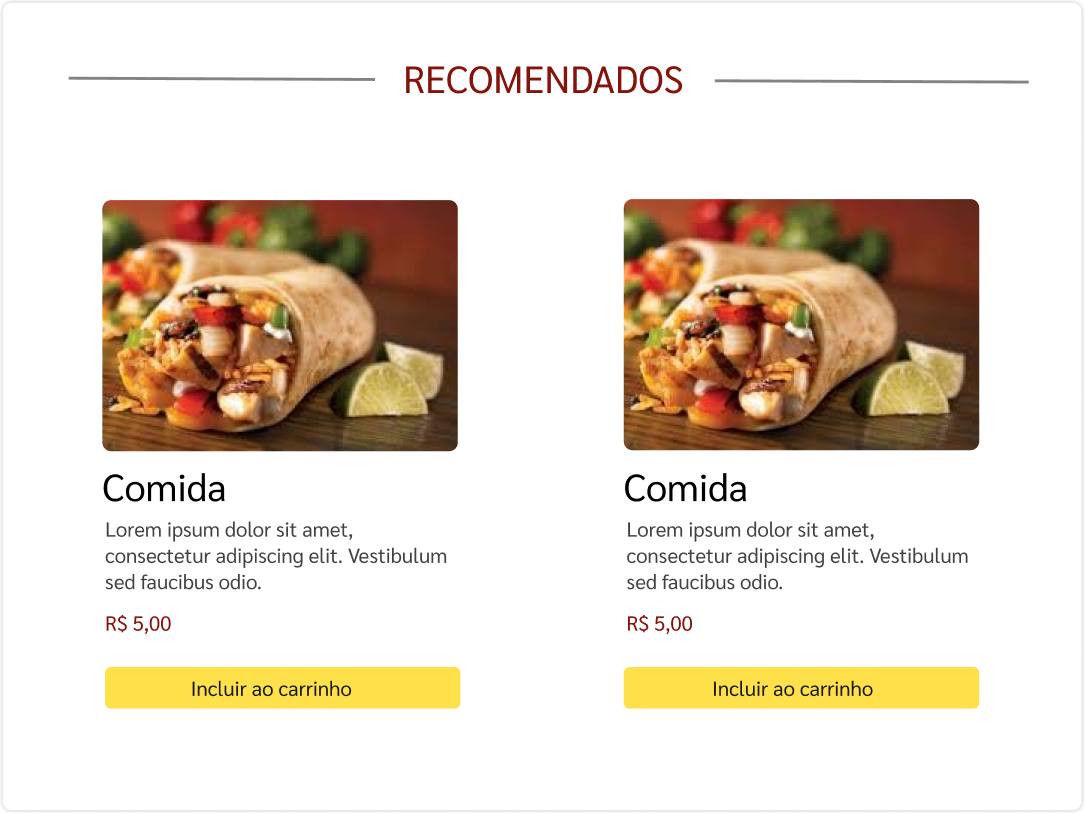 RECOMENDADOS
Comida
Lorem ipsum dolor sit amet,
consectetur adipiscing elit. Vestibulum
sed faucibus odio.
R$ 5,00
Incluir ao carrinho
Comida
Lorem ipsum dolor sit amet,
consectetur adipiscing elit. Vestibulum
sed faucibus odio.
R$ 5,00
Incluir ao carrinho